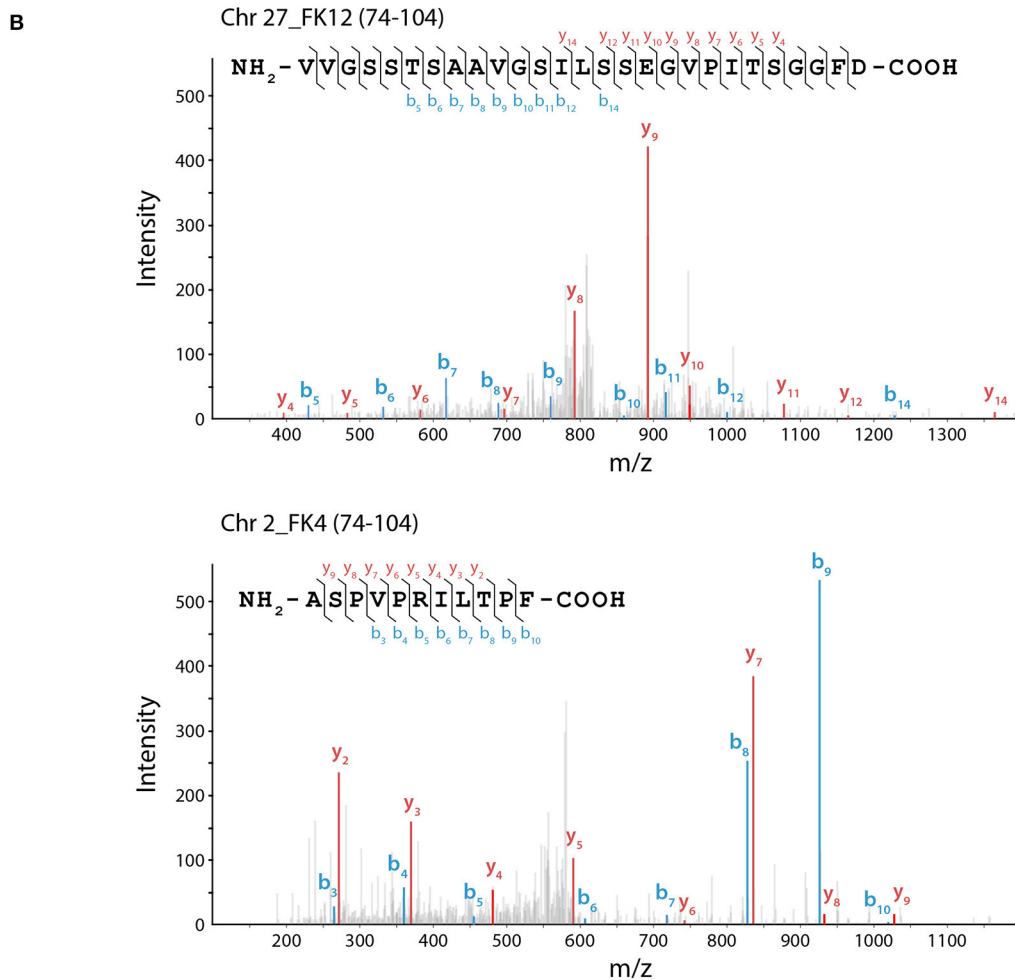 B
Chr 27_FK12 (74-104)
y14 y12 y11 y10 y9 y8 y7 y6 y5 y4
NH2-VVGSSTSAAVGSILSSEGVPITSGGFD-COOH
b5 b6 b7 b8 b9 b10 b11 b12 b14
Intensity
500
400
300
200
100
0
y9
y8
b7
b8
b9
b11
y10
y4
b5
y5
b6
y6
y7
b10
b12
y11
y12
b14
y14
400 500 600 700 800 900 1000 1100 1200 1300
m/z
Chr 2_FK4 (74-104)
y9 y8 y7 y6 y5 y4 y3 y2
NH2-ASPVPRILTPF-COOH
b3 b4 b5 b6 b7 b8 b9 b10
Intensity
500
400
300
200
100
0
b9
y7
b8
y2
y3
y5
b3
b4
b5
y4
b6
b7
y6
y8
b10
y9
200 300 400 500 600 700 800 900 1000 1100
m/z